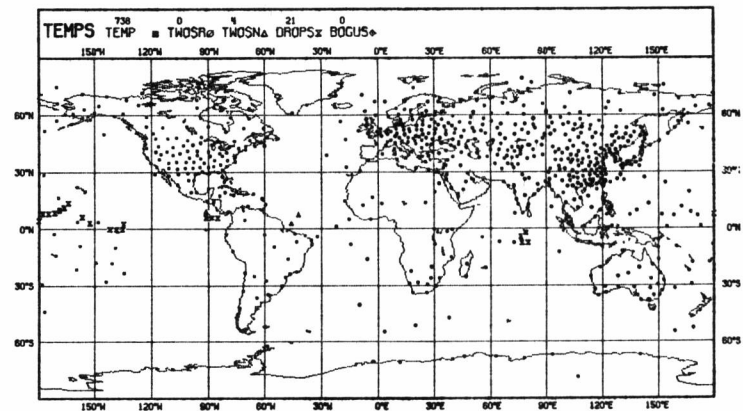 738 0 4 21 0
TEMPS TEMP ■ TWOSRø TWOSN△ DROPSx BOGUS+
150°W 120°W 90°W 60°W 30°W 0°E 30°E 60°E 90°E 120°E 150°E
60°N 60°N
30°N 30°N
0°N 0°N
30°S 30°S
60°S 60°S
150°W 120°W 90°W 60°W 30°W 0°E 30°E 60°E 90°E 120°E 150°E